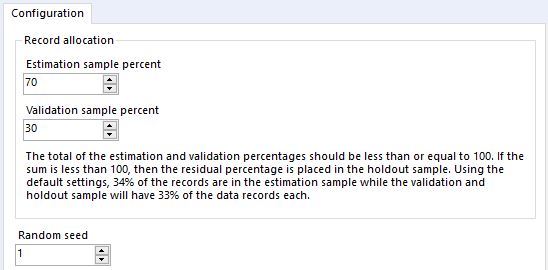 Configuration
Record allocation
Estimation sample percent
70
Validation sample percent
30
The total of the estimation and validation percentages should be less than or equal to 100. If the
sum is less than 100, then the residual percentage is placed in the holdout sample. Using the
default settings, 34% of the records are in the estimation sample while the validation and
holdout sample will have 33% of the data records each.
Random seed
1